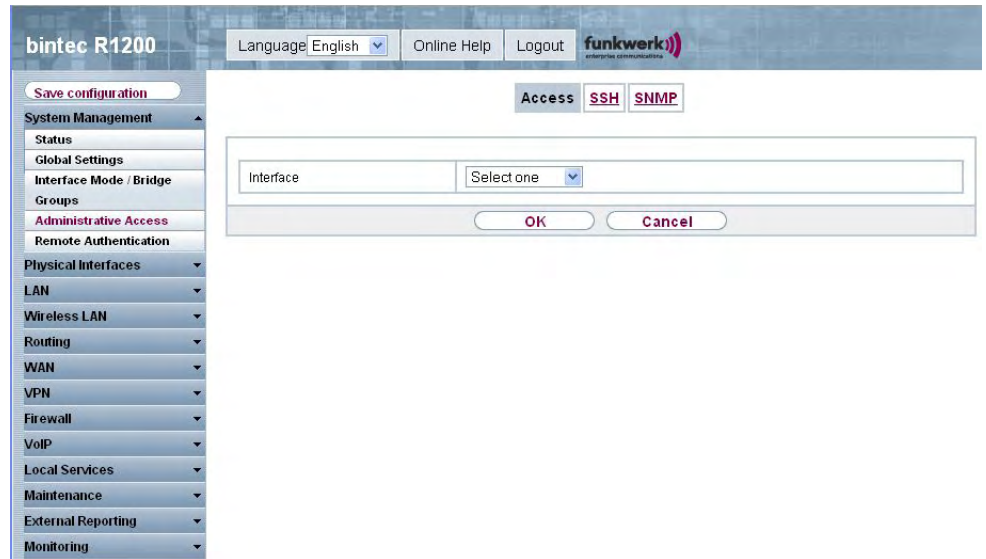 bintec R1200
Language English
Online Help
Logout
funkwerk
enterprise communications
Save configuration
System Management
Status
Global Settings
Interface Mode / Bridge
Groups
Administrative Access
Remote Authentication
Physical Interfaces
LAN
Wireless LAN
Routing
WAN
VPN
Firewall
VoIP
Local Services
Maintenance
External Reporting
Monitoring
Access
SSH
SNMP
Interface
Select one
OK
Cancel